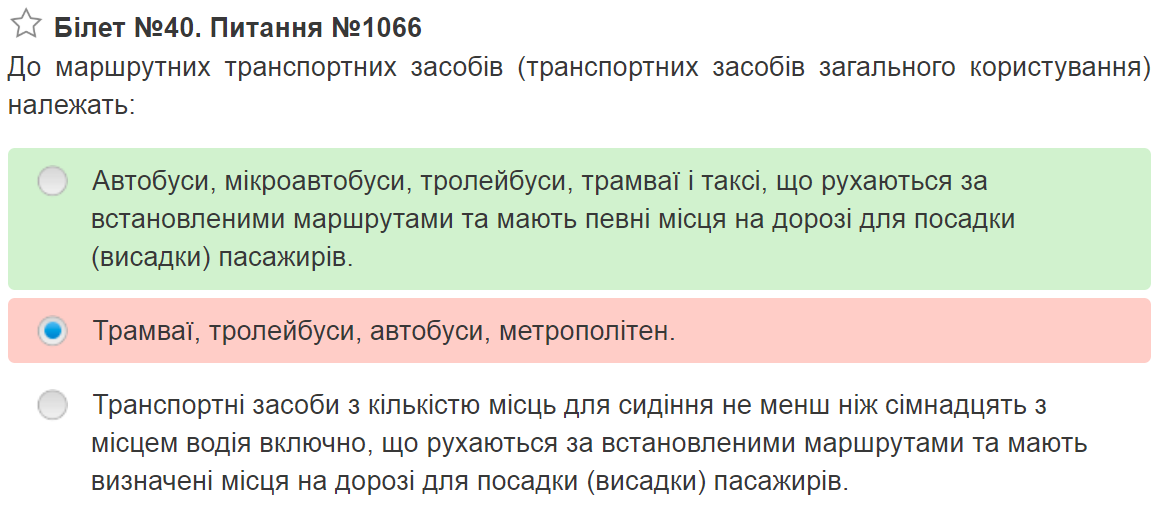 Білет №40. Питання №1066
До маршрутних транспортних засобів (транспортних засобів загального користування)
належать:
Автобуси, мікроавтобуси, тролейбуси, трамваї і таксі, що рухаються за
встановленими маршрутами та мають певні місця на дорозі для посадки
(висадки) пасажирів.
Трамваї, тролейбуси, автобуси, метрополітен.
Транспортні засоби з кількістю місць для сидіння не менш ніж сімнадцять з
місцем водія включно, що рухаються за встановленими маршрутами та мають
визначені місця на дорозі для посадки (висадки) пасажирів.